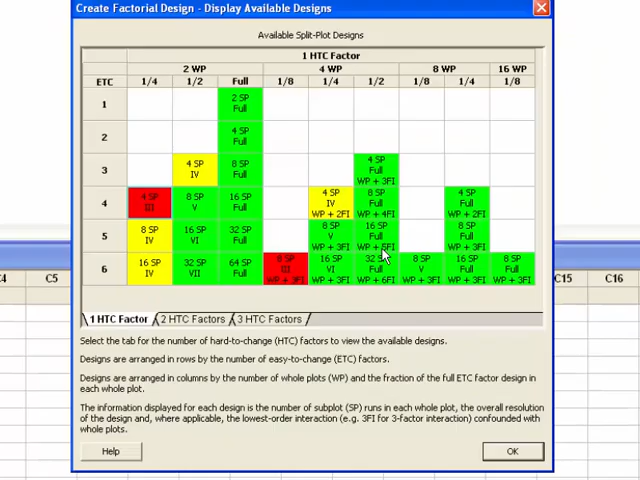 Create Factorial Design - Display Available Designs
Available Split-Plot Designs
1 HTC Factor
2 WP 4 WP 8 WP 16 WP
ETC 1/4 1/2 Full 1/8 1/4 1/2 1/8 1/4 1/8
1 2 SP
Full
2 4 SP
Full
3 4 SP 8 SP 4 SP
IV Full Full
WP + 3FI
4 4 SP 8 SP 16 SP 4 SP 8 SP 4 SP
III V Full IV Full Full
WP + 2FI WP + 4FI WP + 2FI
5 8 SP 16 SP 32 SP 8 SP 16 SP 8 SP
IV VI Full V Full Full
WP + 3FI WP + 5FI WP + 3FI
6 16 SP 32 SP 64 SP 8 SP 16 SP 32 SP 8 SP 16 SP 8 SP
IV VII Full III VI Full V Full Full
WP + 3FI WP + 3FI WP + 6FI WP + 3FI WP + 3FI WP + 3FI
1 HTC Factor 2 HTC Factors 3 HTC Factors
Select the tab for the number of hard-to-change (HTC) factors to view the available designs.
Designs are arranged in rows by the number of easy-to-change (ETC) factors.
Designs are arranged in columns by the number of whole plots (WP) and the fraction of the full ETC factor design in
each whole plot.
The information displayed for each design is the number of subplot (SP) runs in each whole plot, the overall resolution
of the design and, where applicable, the lowest-order interaction (e.g. 3FI for 3-factor interaction) confounded with
whole plots.
Help OK
C4 C5 C15 C16